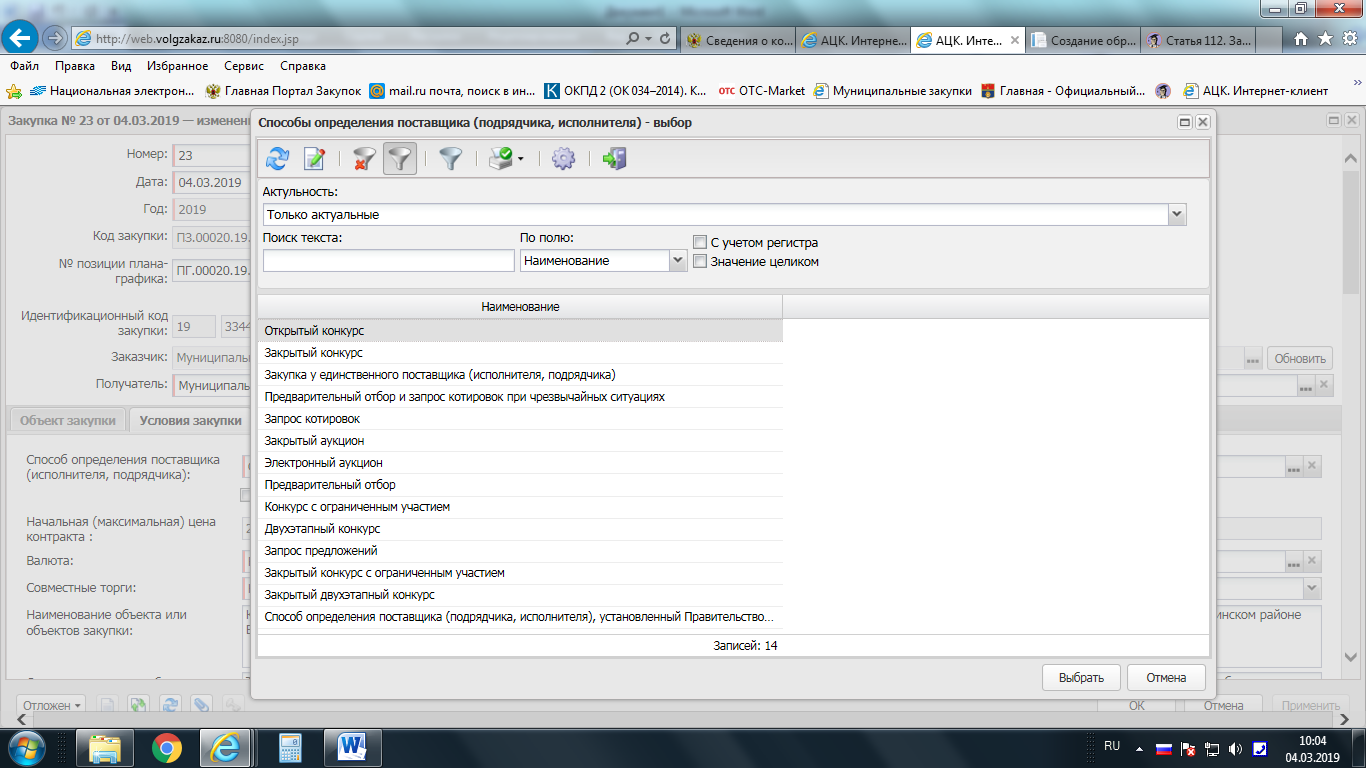 http://web.volgzakaz.ru:8080/index.jsp
Сведения о ко...
АЦК. Интерне...
АЦК. Инте...
Создание обр...
Статья 112. За...
Файл Правка Вид Избранное Сервис Справка
Национальная электрон...
Главная Портал Закупок
mail.ru почта, поиск в ин...
ОКПД 2 (ОК 034–2014). К...
OTC OTC-Market
Муниципальные закупки
Главная - Официальный...
АЦК. Интернет-клиент
Закупка № 23 от 04.03.2019 — изменен
Номер: 23
Дата: 04.03.2019
Год: 2019
Код закупки: ПЗ.00020.19.
№ позиции плана-
графика: ПГ.00020.19.
Идентификационный код
закупки: 19 3344
Заказчик: Муниципаль
Обновить
Получатель: Муниципаль
Объект закупки Условия закупки
Способ определения поставщика
(исполнителя, подрядчика):
Начальная (максимальная) цена
контракта :
Валюта:
Совместные торги:
Наименование объекта или
объектов закупки:
инском районе
Отложен
ОК Отмена Применить
Способы определения поставщика (подрядчика, исполнителя) - выбор
Актульность:
Только актуальные
Поиск текста: По полю:
Наименование
С учетом регистра
Значение целиком
Наименование
Открытый конкурс
Закрытый конкурс
Закупка у единственного поставщика (исполнителя, подрядчика)
Предварительный отбор и запрос котировок при чрезвычайных ситуациях
Запрос котировок
Закрытый аукцион
Электронный аукцион
Предварительный отбор
Конкурс с ограниченным участием
Двухэтапный конкурс
Запрос предложений
Закрытый конкурс с ограниченным участием
Закрытый двухэтапный конкурс
Способ определения поставщика (подрядчика, исполнителя), установленный Правительство...
Записей: 14
Выбрать Отмена
RU
10:04
04.03.2019